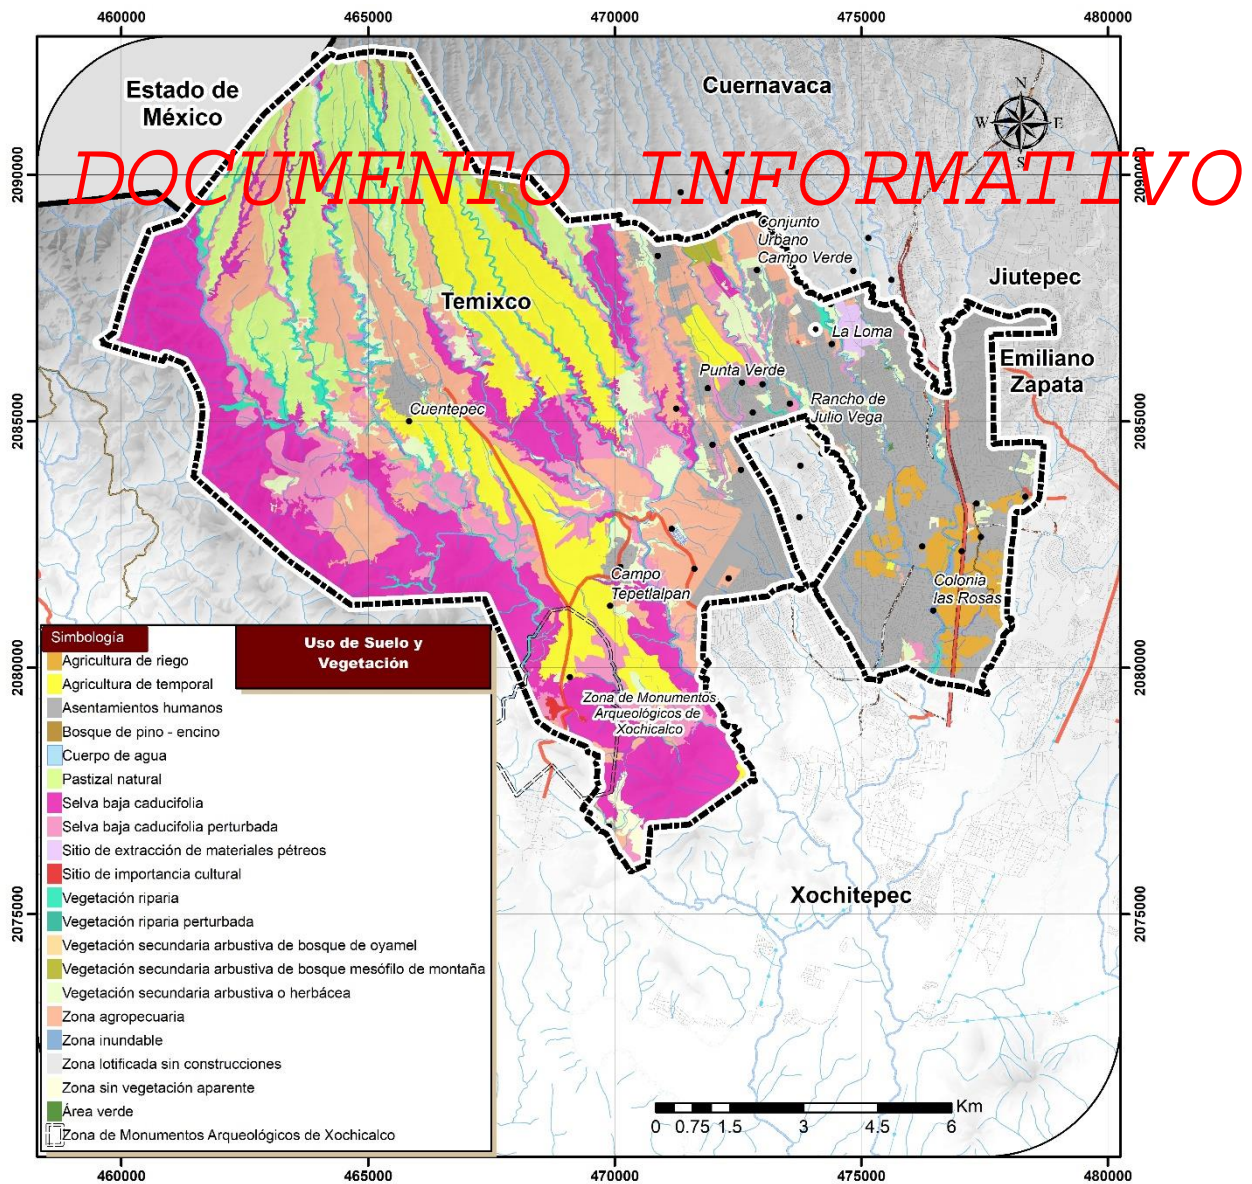 460000
465000
470000
475000
480000
Estado de
México
Cuernavaca
N
W
E
S
2090000
2090000
DOCUMENTO INFORMATIVO
Conjunto
Urbano
Campo Verde
Jiutepec
Temixco
La Loma
Emiliano
Zapata
Punta Verde
Cuentepec
Rancho de
Julio Vega
2085000
2085000
Campo
Tepetlalpan
Colonia
las Rosas
2080000
2080000
Zona de Monumentos
Arqueológicos de
Xochicalco
Xochitepec
2075000
2075000
Simbología
Uso de Suelo y
Vegetación
Agricultura de riego
Agricultura de temporal
Asentamientos humanos
Bosque de pino - encino
Cuerpo de agua
Pastizal natural
Selva baja caducifolia
Selva baja caducifolia perturbada
Sitio de extracción de materiales pétreos
Sitio de importancia cultural
Vegetación riparia
Vegetación riparia perturbada
Vegetación secundaria arbustiva de bosque de oyamel
Vegetación secundaria arbustiva de bosque mesófilo de montaña
Vegetación secundaria arbustiva o herbácea
Zona agropecuaria
Zona inundable
Zona lotificada sin construcciones
Zona sin vegetación aparente
Área verde
Zona de Monumentos Arqueológicos de Xochicalco
Km
0 0.75 1.5 3 4.5 6
460000
465000
470000
475000
480000